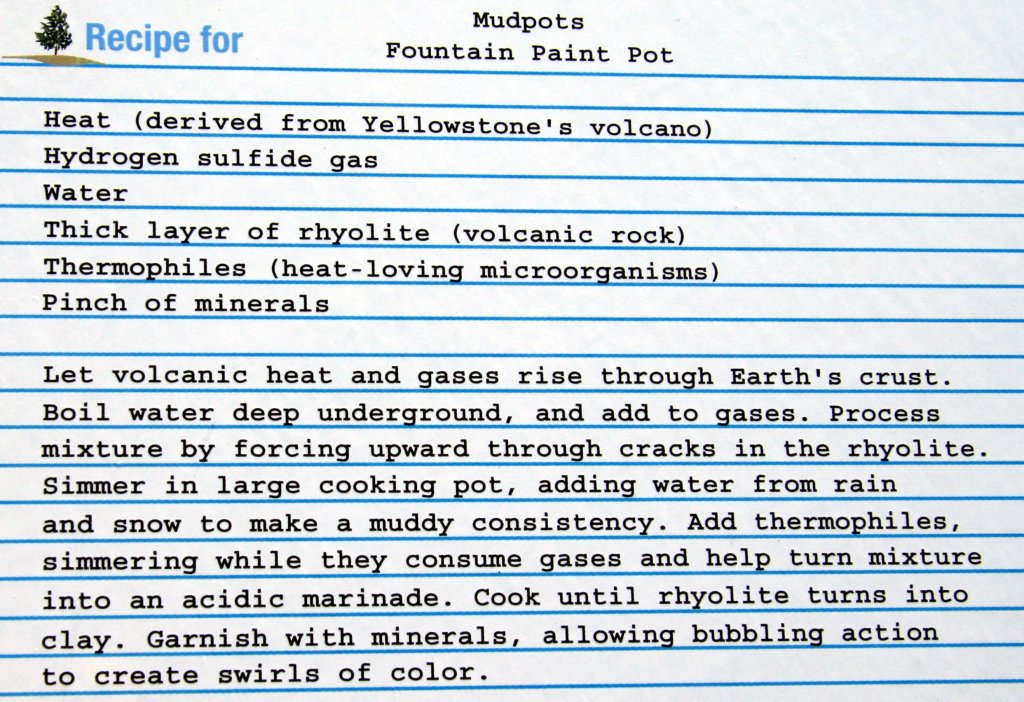 Mudpots
Recipe for
Fountain Paint Pot
Heat (derived from Yellowstone's volcano)
Hydrogen sulfide gas
Water
Thick layer of rhyolite (volcanic rock)
Thermophiles (heat-loving microorganisms)
Pinch of minerals
Let volcanic heat and gases rise through Earth's crust.
Boil water deep underground, and add to gases. Process
mixture by forcing upward through cracks in the rhyolite.
Simmer in large cooking pot, adding water from rain
and snow to make a muddy consistency. Add thermophiles,
simmering while they consume gases and help turn mixture
into an acidic marinade. Cook until rhyolite turns into
clay. Garnish with minerals, allowing bubbling action
to create swirls of color.